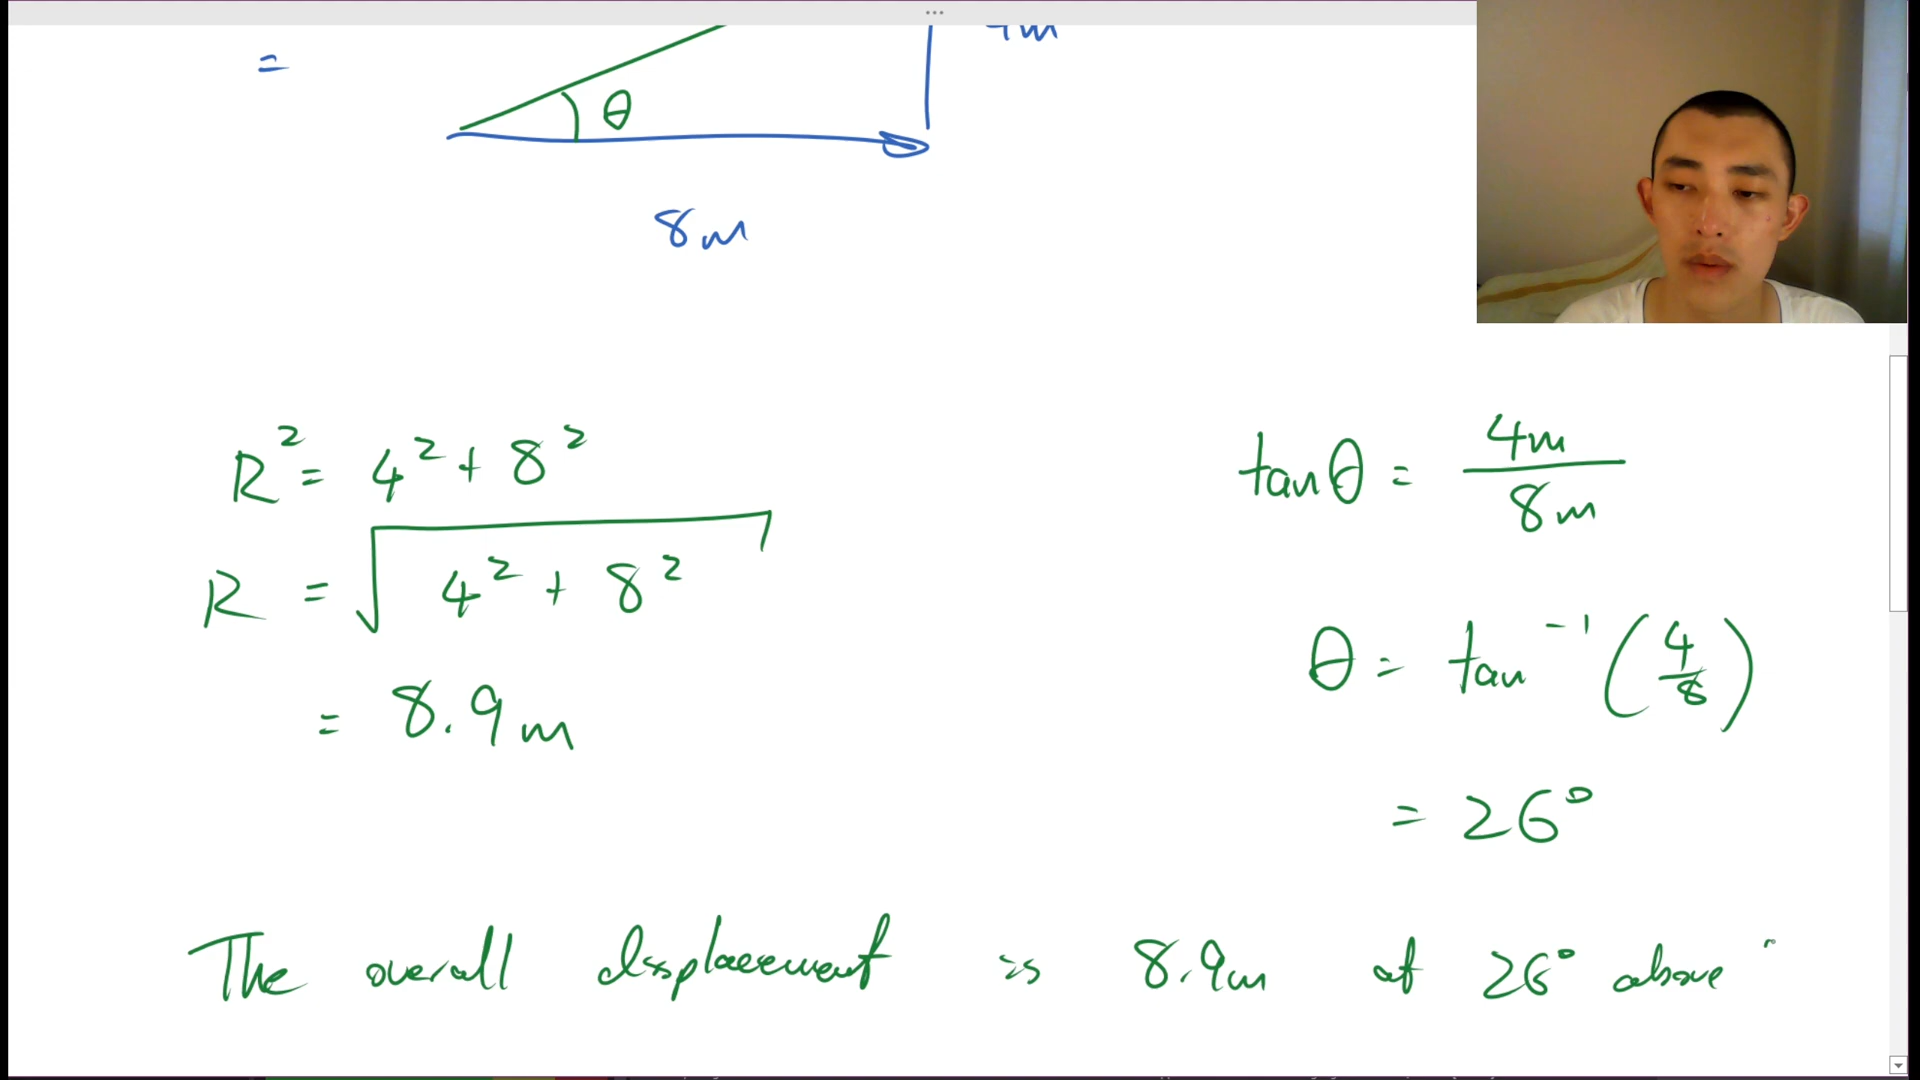 =
4m
θ
8m
R² = 4² + 8²
R = √(4² + 8²)
= 8.9m
tanθ = 4m/8m
θ = tan⁻¹(4/8)
= 26°
The overall displacement is 8.9m at 26° above